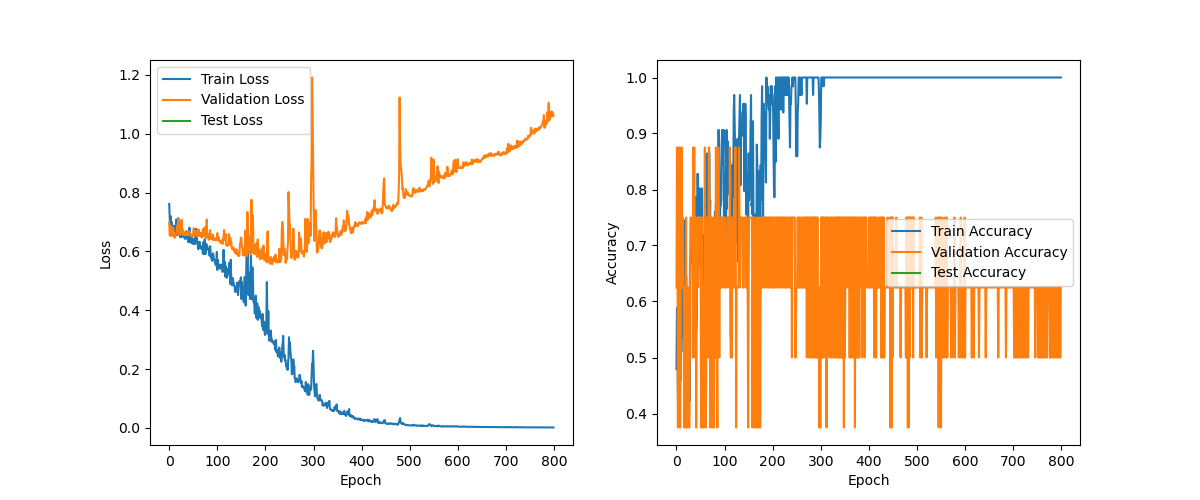 Train Loss
Validation Loss
Test Loss
1.2
1.0
0.8
0.6
0.4
0.2
0.0
Loss
0 100 200 300 400 500 600 700 800
Epoch
1.0
0.9
0.8
0.7
0.6
0.5
0.4
Accuracy
Train Accuracy
Validation Accuracy
Test Accuracy
0 100 200 300 400 500 600 700 800
Epoch